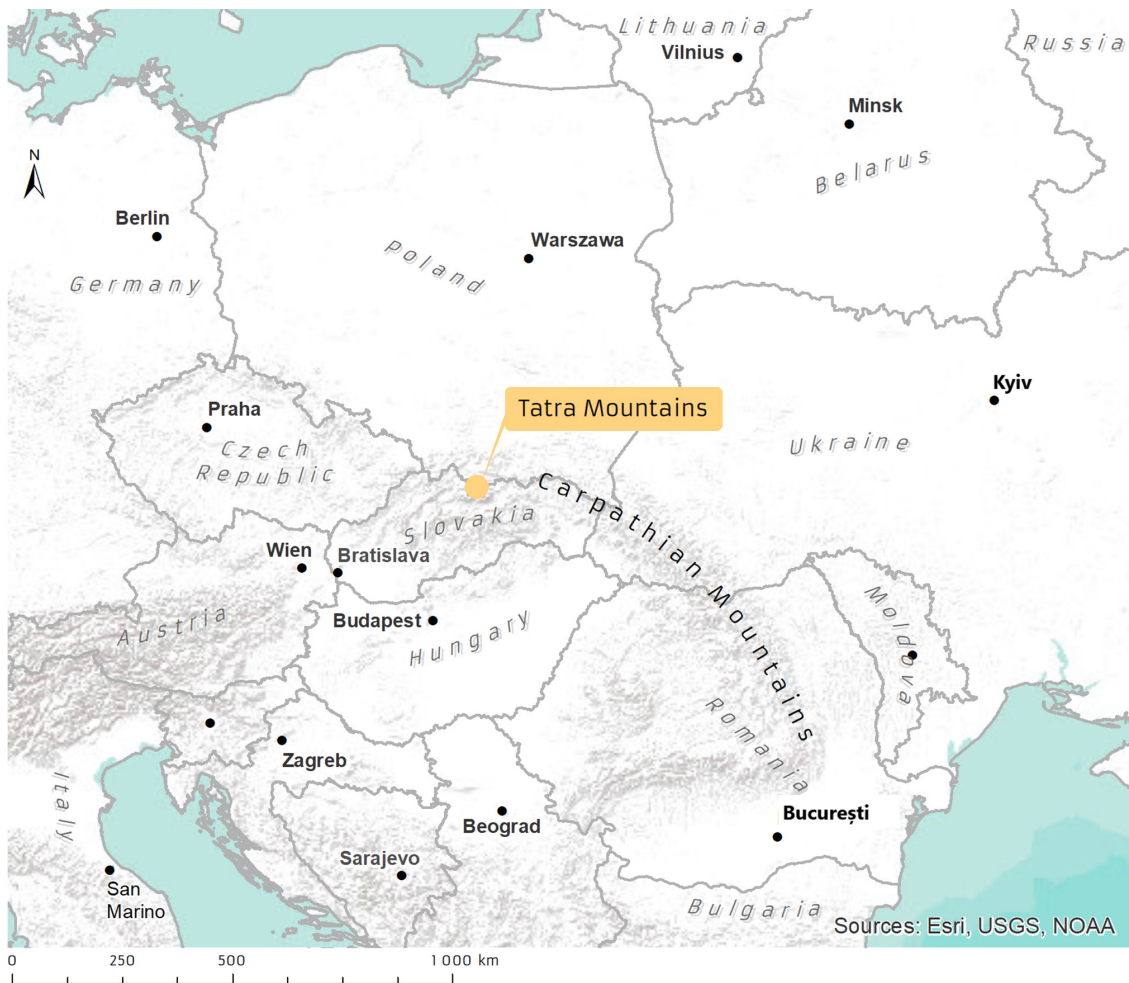 Lithuania
Vilnius
Russia
Minsk
Belarus
N
Berlin
Germany
Poland
Warszawa
Kyiv
Tatra Mountains
Praha
Czech
Republic
Ukraine
Carpathian Mountains
Slovakia
Wien
Bratislava
Moldova
Austria
Budapest
Hungary
Romania
Zagreb
Italy
Beograd
București
Sarajevo
San
Marino
Bulgaria
Sources: Esri, USGS, NOAA
0 250 500 1 000 km